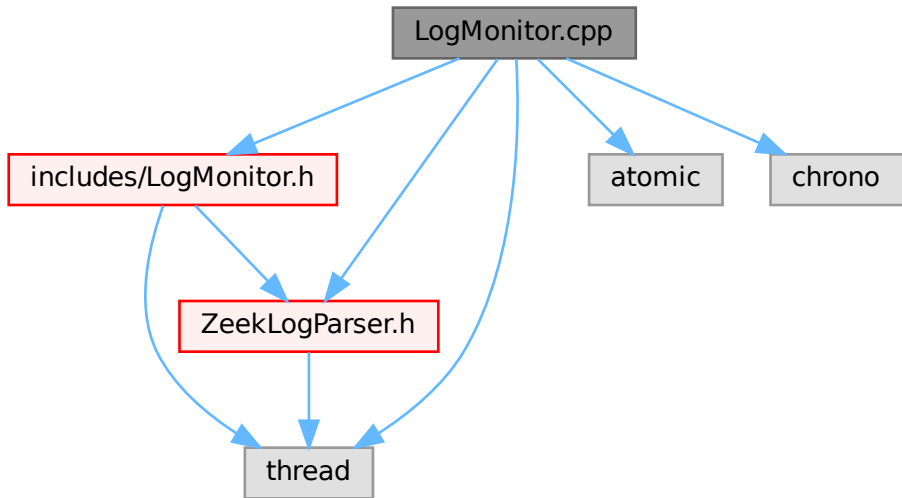 LogMonitor.cpp
includes/LogMonitor.h
atomic
chrono
ZeekLogParser.h
thread